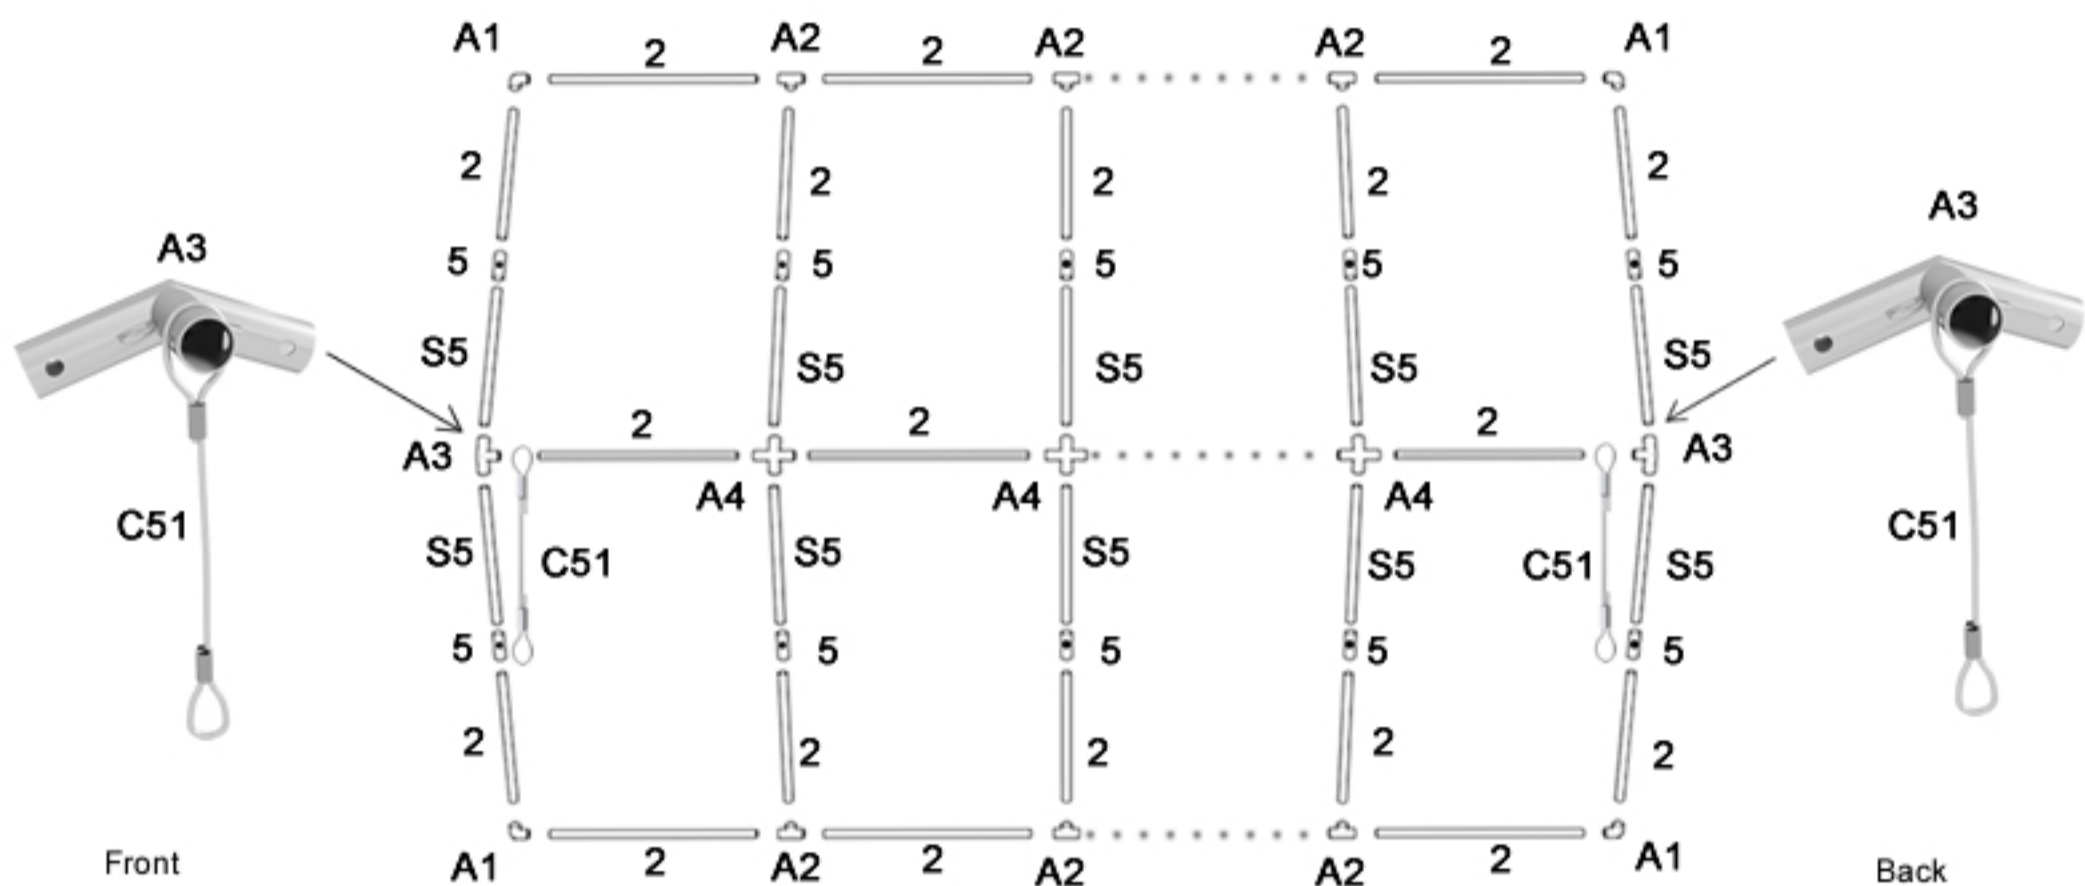 A1 2 A2 2 A2 A2 2 A1
2 2 2 2 2
A3 A3
5 5 5 5 5
S5 S5 S5 S5 S5
2 2 2
A3 A3
A4 A4 A4
C51 C51
S5 C51 S5 S5 S5 C51 S5
5 5 5 5 5
2 2 2 2 2
Front A1 2 A2 2 A2 A2 2 A1 Back